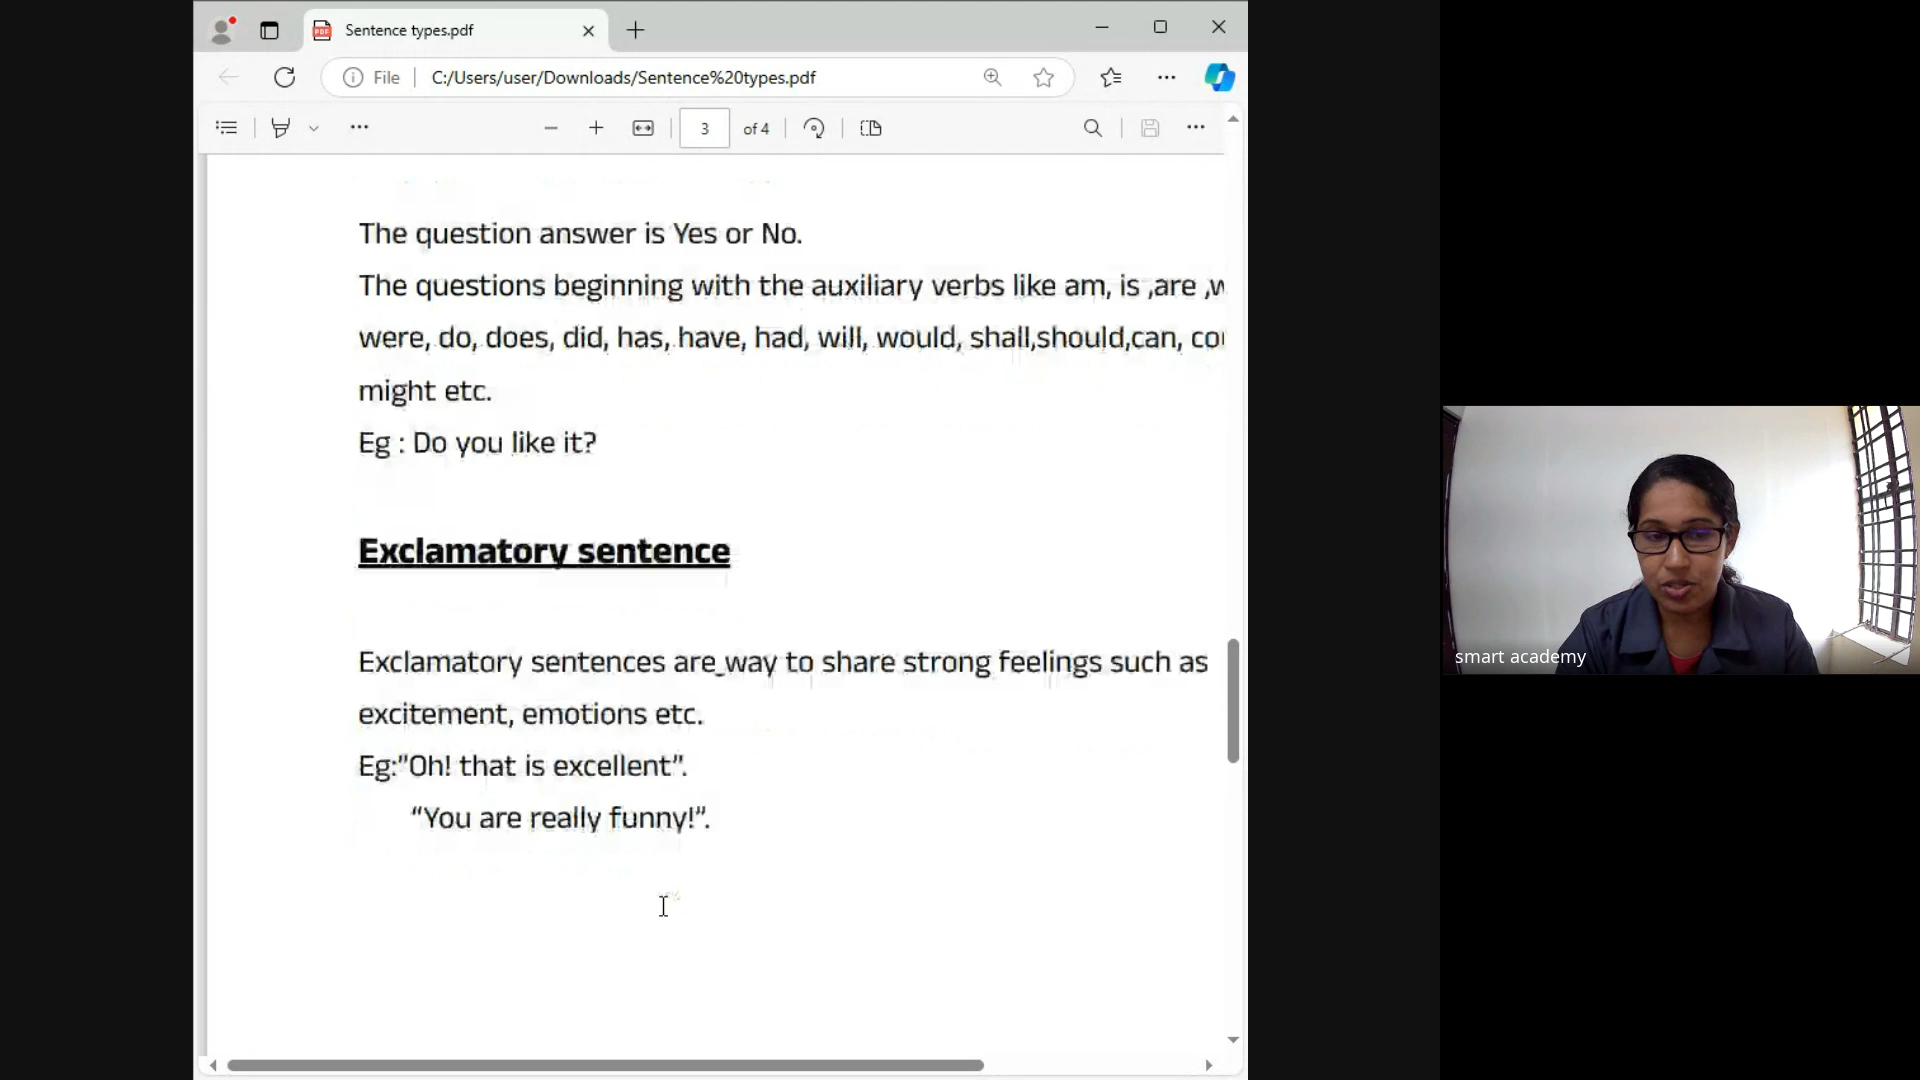 Sentence types.pdf
File
C:/Users/user/Downloads/Sentence%20types.pdf
3 of 4
The question answer is Yes or No.
The questions beginning with the auxiliary verbs like am, is ,are ,w
were, do, does, did, has, have, had, will, would, shall,should,can, co
might etc.
Eg : Do you like it?
Exclamatory sentence
Exclamatory sentences are way to share strong feelings such as
excitement, emotions etc.
Eg:”Oh! that is excellent”.
“You are really funny!”.
smart academy